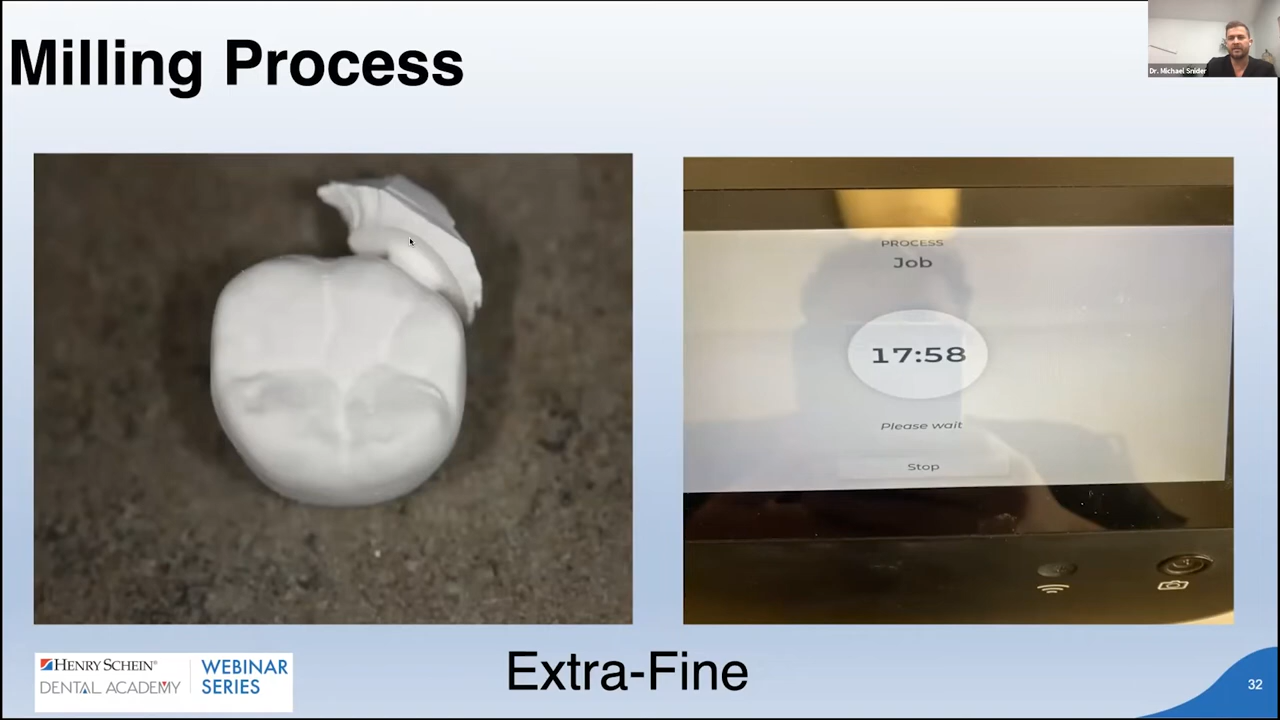 Milling Process
Dr. Michael Snider
PROCESS
Job
17:58
Please wait
Stop
Extra-Fine
HENRY SCHEIN®
DENTAL ACADEMY
WEBINAR
SERIES
32